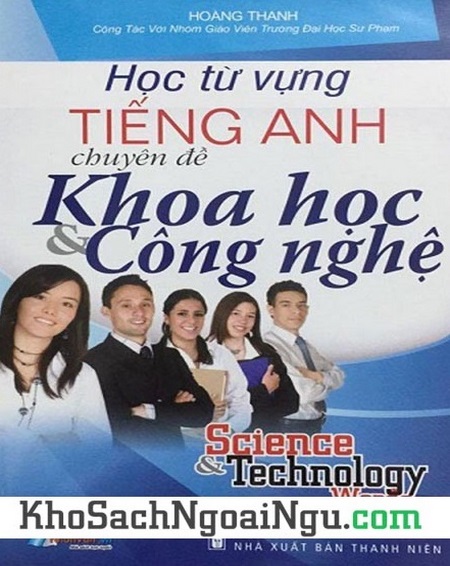 HOÀNG THANH
Cộng Tác Với Nhóm Giáo Viên Trường Đại Học Sư Phạm
Học từ vựng
TIẾNG ANH
chuyên đề
Khoa học
& Công nghệ
Science
& Technology
KhoSachNgoaiNgu.com
NHÀ XUẤT BẢN THANH NIÊN